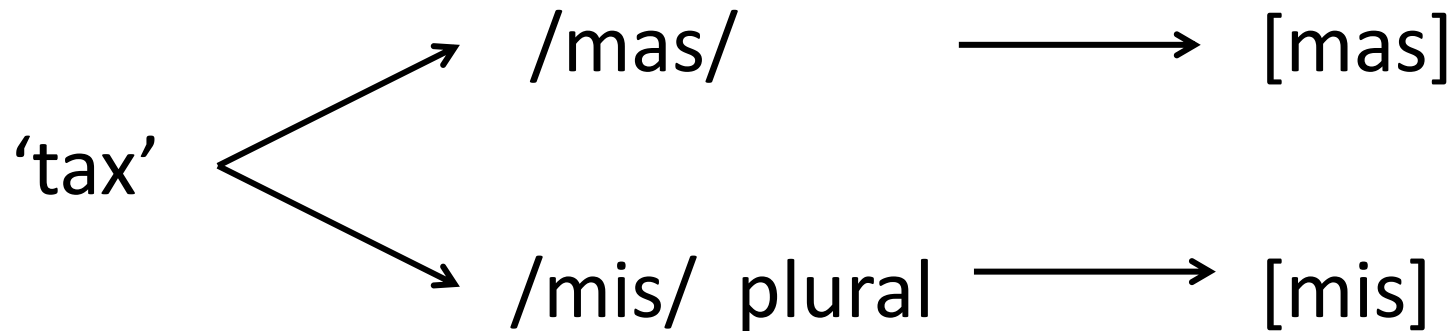 /mas/ [mas]
‘tax’
/mis/ plural [mis]